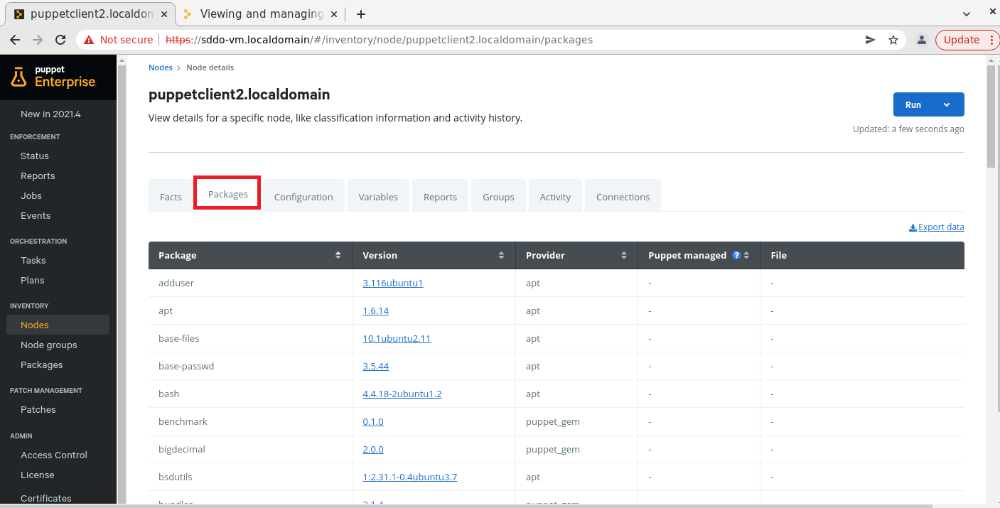 puppetclient2.localdom
Viewing and managing
Not secure https://sddo-vm.localdomain/#/inventory/node/puppetclient2.localdomain/packages Update
puppet
Enterprise
New in 2021.4
ENFORCEMENT
Status
Reports
Jobs
Events
ORCHESTRATION
Tasks
Plans
INVENTORY
Nodes
Node groups
Packages
PATCH MANAGEMENT
Patches
ADMIN
Access Control
License
Certificates
Nodes > Node details
puppetclient2.localdomain
View details for a specific node, like classification information and activity history.
Run
Updated: a few seconds ago
Facts Packages Configuration Variables Reports Groups Activity Connections
Export data
Package Version Provider Puppet managed ? File
adduser 3.116ubuntu1 apt - -
apt 1.6.14 apt - -
base-files 10.1ubuntu2.11 apt - -
base-passwd 3.5.44 apt - -
bash 4.4.18-2ubuntu1.2 apt - -
benchmark 0.1.0 puppet_gem - -
bigdecimal 2.0.0 puppet_gem - -
bsdutils 1:2.31.1-0.4ubuntu3.7 apt - -